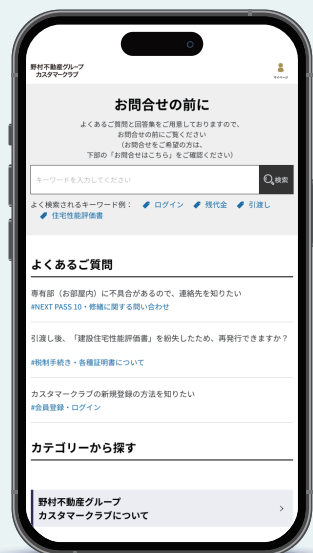 野村不動産グループ
カスタマークラブ
マイページ
お問合せの前に
よくあるご質問と回答集をご用意しておりますので、
お問合せの前にご覧ください
（お問合せをご希望の方は、
下部の「お問合せはこちら」をご確認ください）
キーワードを入力してください 検索
よく検索されるキーワード例： ログイン 残代金 引渡し
住宅性能評価書
よくあるご質問
専有部（お部屋内）に不具合があるので、連絡先を知りたい
#NEXT PASS 10・修繕に関する問い合わせ
引渡し後、「建設住宅性能評価書」を紛失したため、再発行できますか？
#税制手続き・各種証明書について
カスタマークラブの新規登録の方法を知りたい
#会員登録・ログイン
カテゴリーから探す
野村不動産グループ
カスタマークラブについて